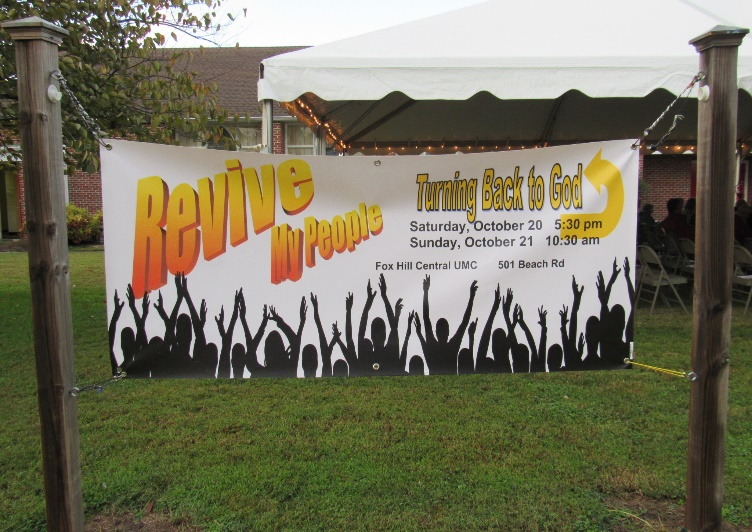 Revive
My People
Turning Back to God
Saturday, October 20 5:30 pm
Sunday, October 21 10:30 am
Fox Hill Central UMC 501 Beach Rd